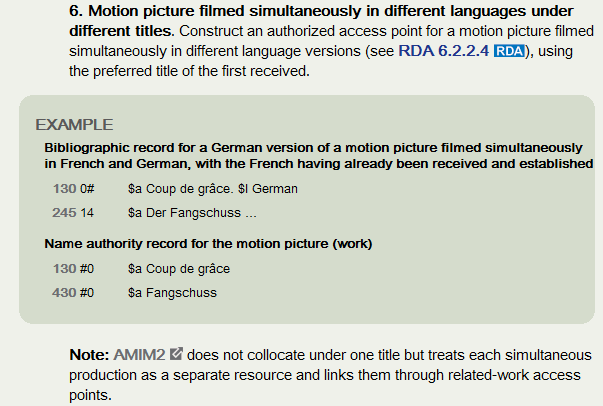 6. Motion picture filmed simultaneously in different languages under
different titles. Construct an authorized access point for a motion picture filmed
simultaneously in different language versions (see RDA 6.2.2.4 RDA), using
the preferred title of the first received.
EXAMPLE
Bibliographic record for a German version of a motion picture filmed simultaneously
in French and German, with the French having already been received and established
130 0# $a Coup de grâce. $l German
245 14 $a Der Fangschuss ...
Name authority record for the motion picture (work)
130 #0 $a Coup de grâce
430 #0 $a Fangschuss
Note: AMIM2 does not collocate under one title but treats each simultaneous
production as a separate resource and links them through related-work access
points.